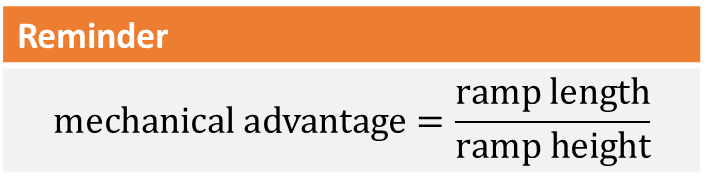 Reminder
mechanical advantage = ramp length / ramp height